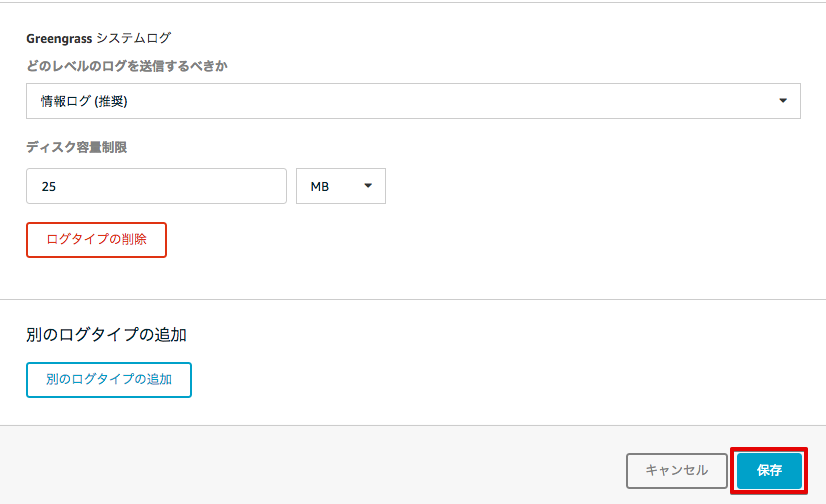 Greengrass システムログ
どのレベルのログを送信するべきか
情報ログ (推奨)
ディスク容量制限
25 MB
ログタイプの削除
別のログタイプの追加
別のログタイプの追加
キャンセル 保存